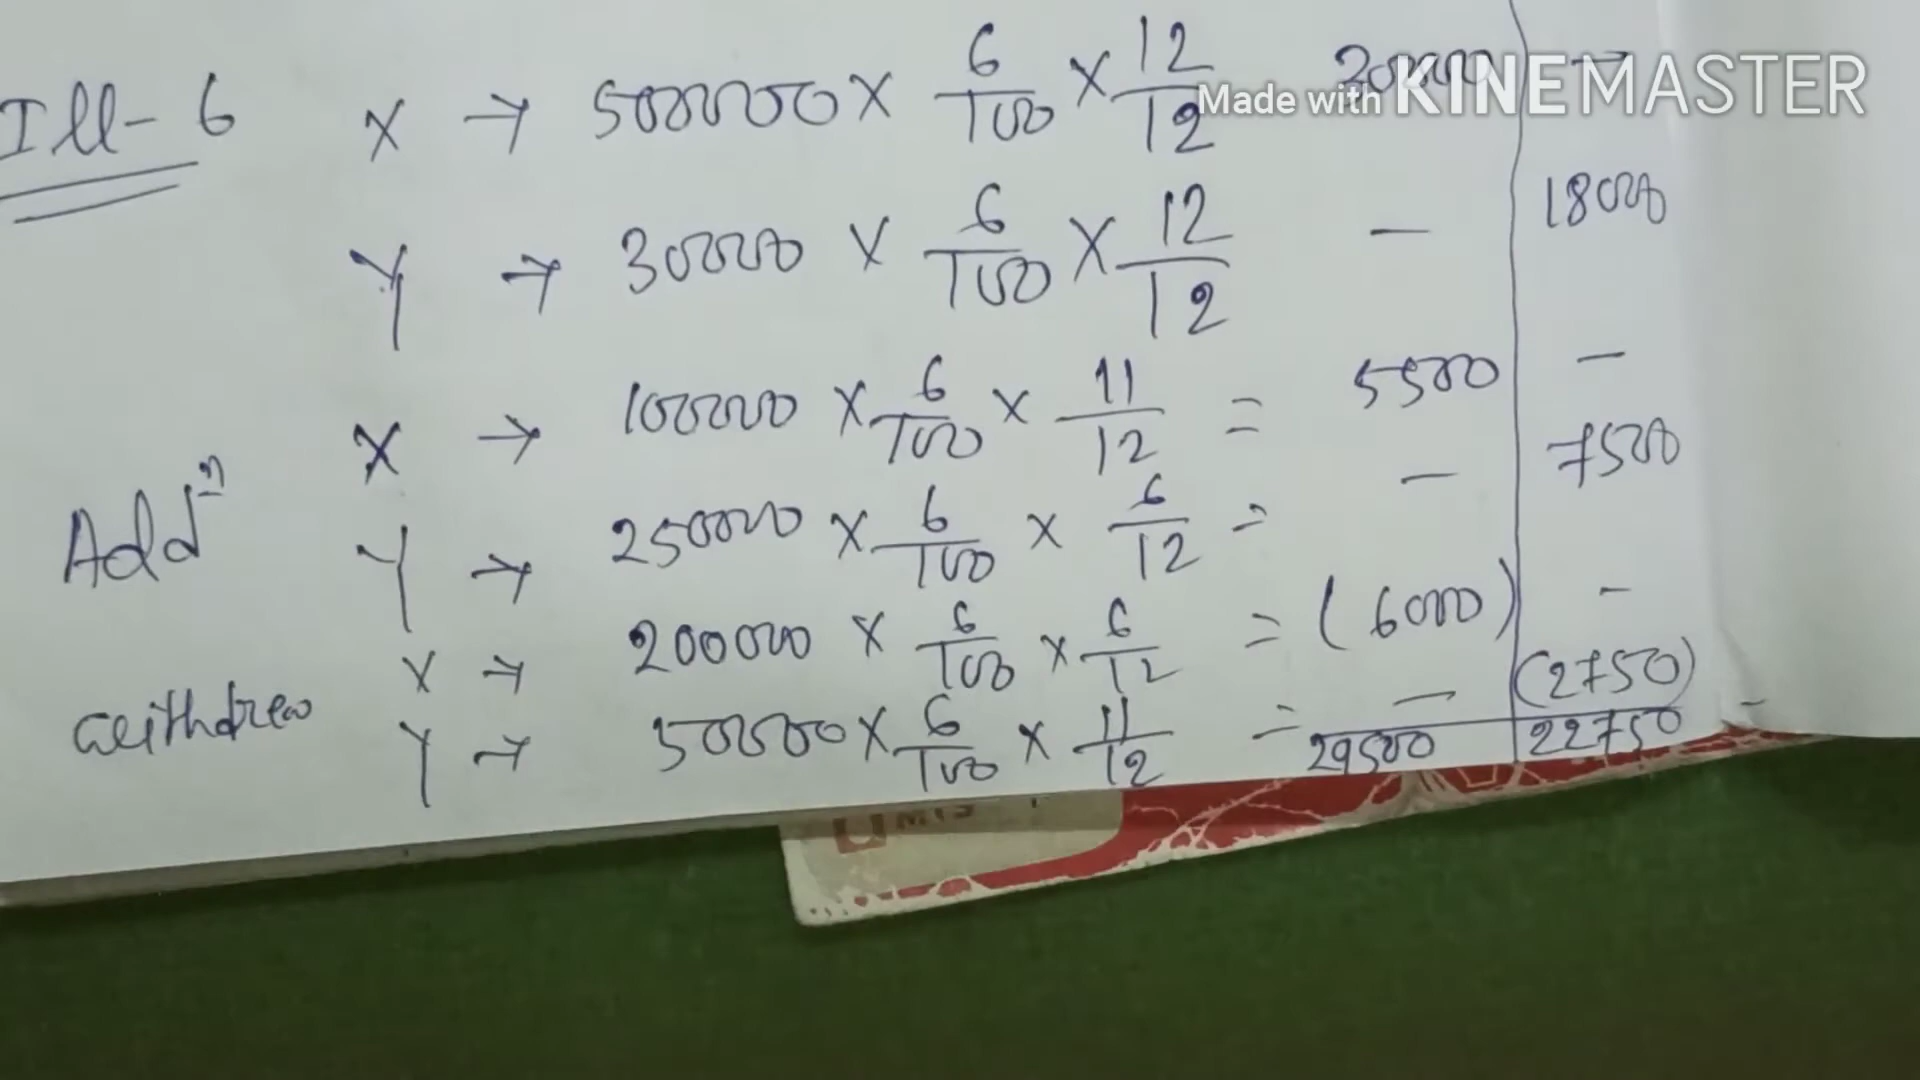 Ill-6 X → 500000 × 6/100 × 12/12 30000 -
Made with KINEMASTER
Y → 300000 × 6/100 × 12/12 - 18000
X → 100000 × 6/100 × 11/12 = 5500 -
Addn
Y → 250000 × 6/100 × 6/12 = - 7500
X → 200000 × 6/100 × 6/12 = (6000) -
withdrew
Y → 50000 × 6/100 × 11/12 = - (2750)
29500 22750